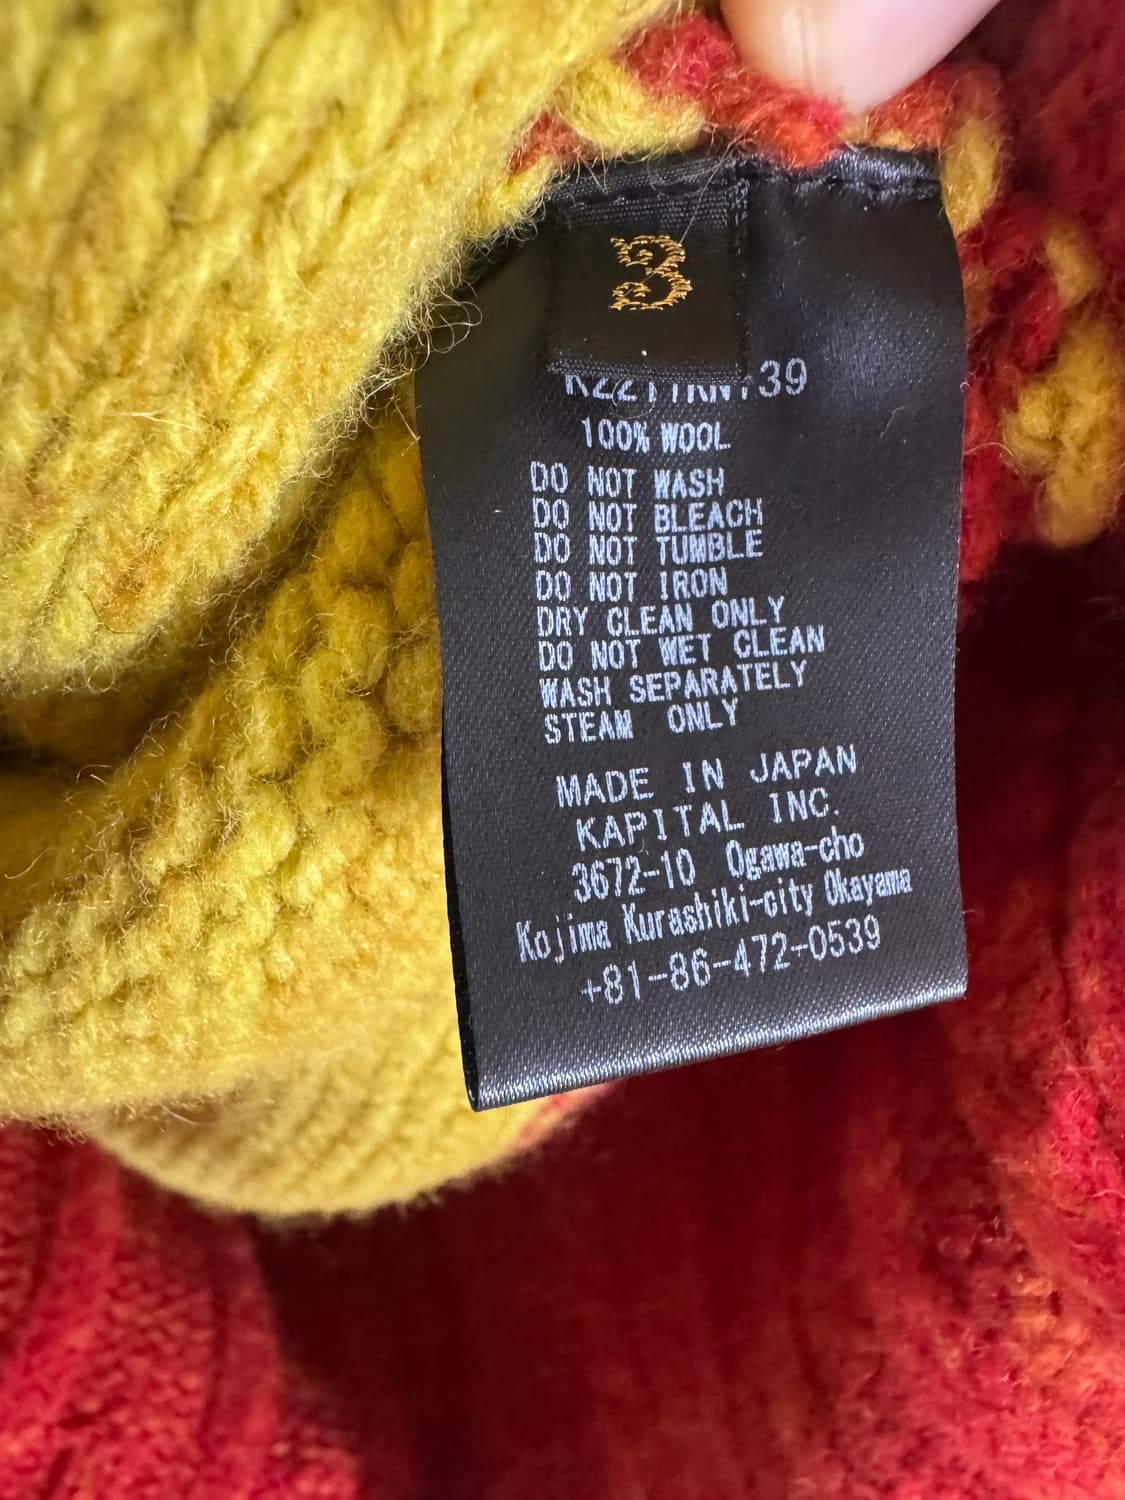 3
100% WOOL
DO NOT WASH
DO NOT BLEACH
DO NOT TUMBLE
DO NOT IRON
DRY CLEAN ONLY
DO NOT WET CLEAN
WASH SEPARATELY
STEAM ONLY
MADE IN JAPAN
KAPITAL INC.
3672-10 Ogawa-cho
Kojima Kurashiki-city Okayama
+81-86-472-0539